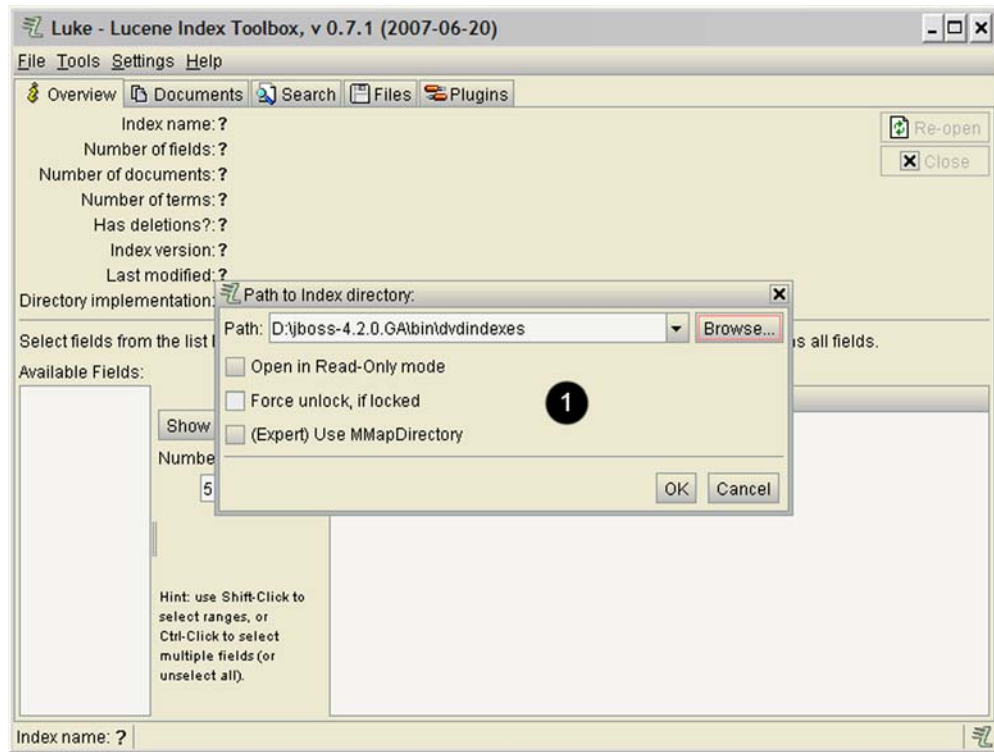 Luke - Lucene Index Toolbox, v 0.7.1 (2007-06-20)
File Tools Settings Help
Overview Documents Search Files Plugins
Index name: ?
Re-open
Number of fields: ?
Close
Number of documents: ?
Number of terms: ?
Has deletions?: ?
Index version: ?
Last modified: ?
Directory implementation:
Path to Index directory:
Path: D:\jboss-4.2.0.GA\bin\dvdindexes Browse...
Open in Read-Only mode
Force unlock, if locked
1
(Expert) Use MMapDirectory
OK Cancel
Select fields from the list
s all fields.
Available Fields:
Show
Numbe
5
Hint: use Shift-Click to
select ranges, or
Ctrl-Click to select
multiple fields (or
unselect all).
Index name: ?